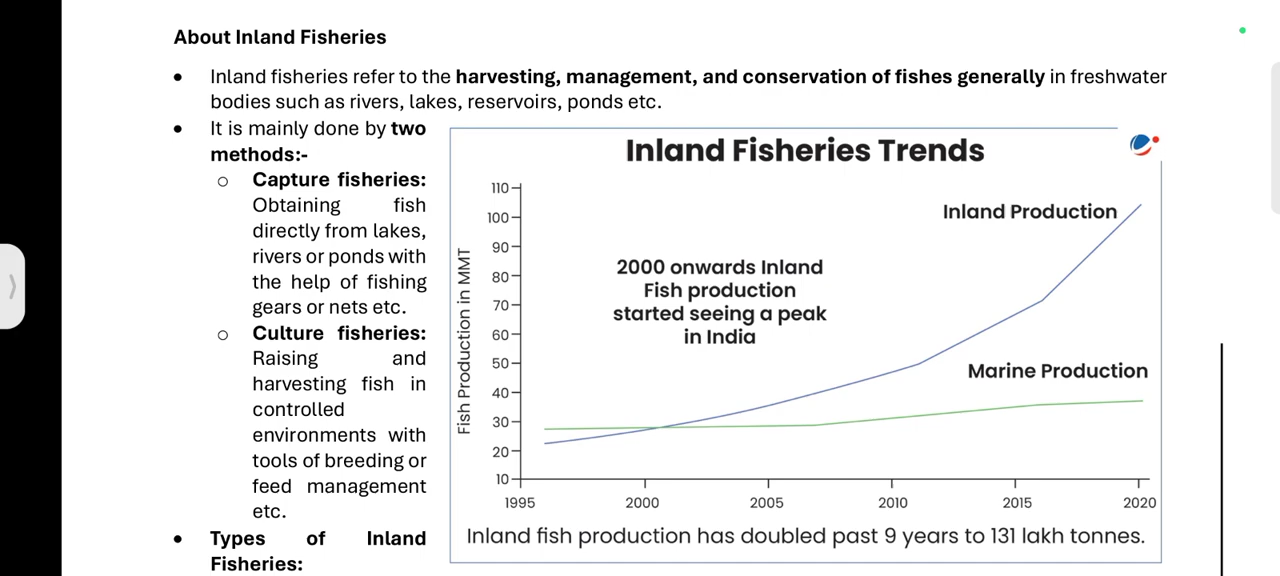 About Inland Fisheries
• Inland fisheries refer to the harvesting, management, and conservation of fishes generally in freshwater
bodies such as rivers, lakes, reservoirs, ponds etc.
• It is mainly done by two
methods:-
o Capture fisheries:
Obtaining fish
directly from lakes,
rivers or ponds with
the help of fishing
gears or nets etc.
o Culture fisheries:
Raising and
harvesting fish in
controlled
environments with
tools of breeding or
feed management
etc.
• Types of Inland
Fisheries:
Inland Fisheries Trends
Fish Production in MMT
110
100
90
80
70
60
50
40
30
20
10
1995 2000 2005 2010 2015 2020
Inland Production
2000 onwards Inland
Fish production
started seeing a peak
in India
Marine Production
Inland fish production has doubled past 9 years to 131 lakh tonnes.